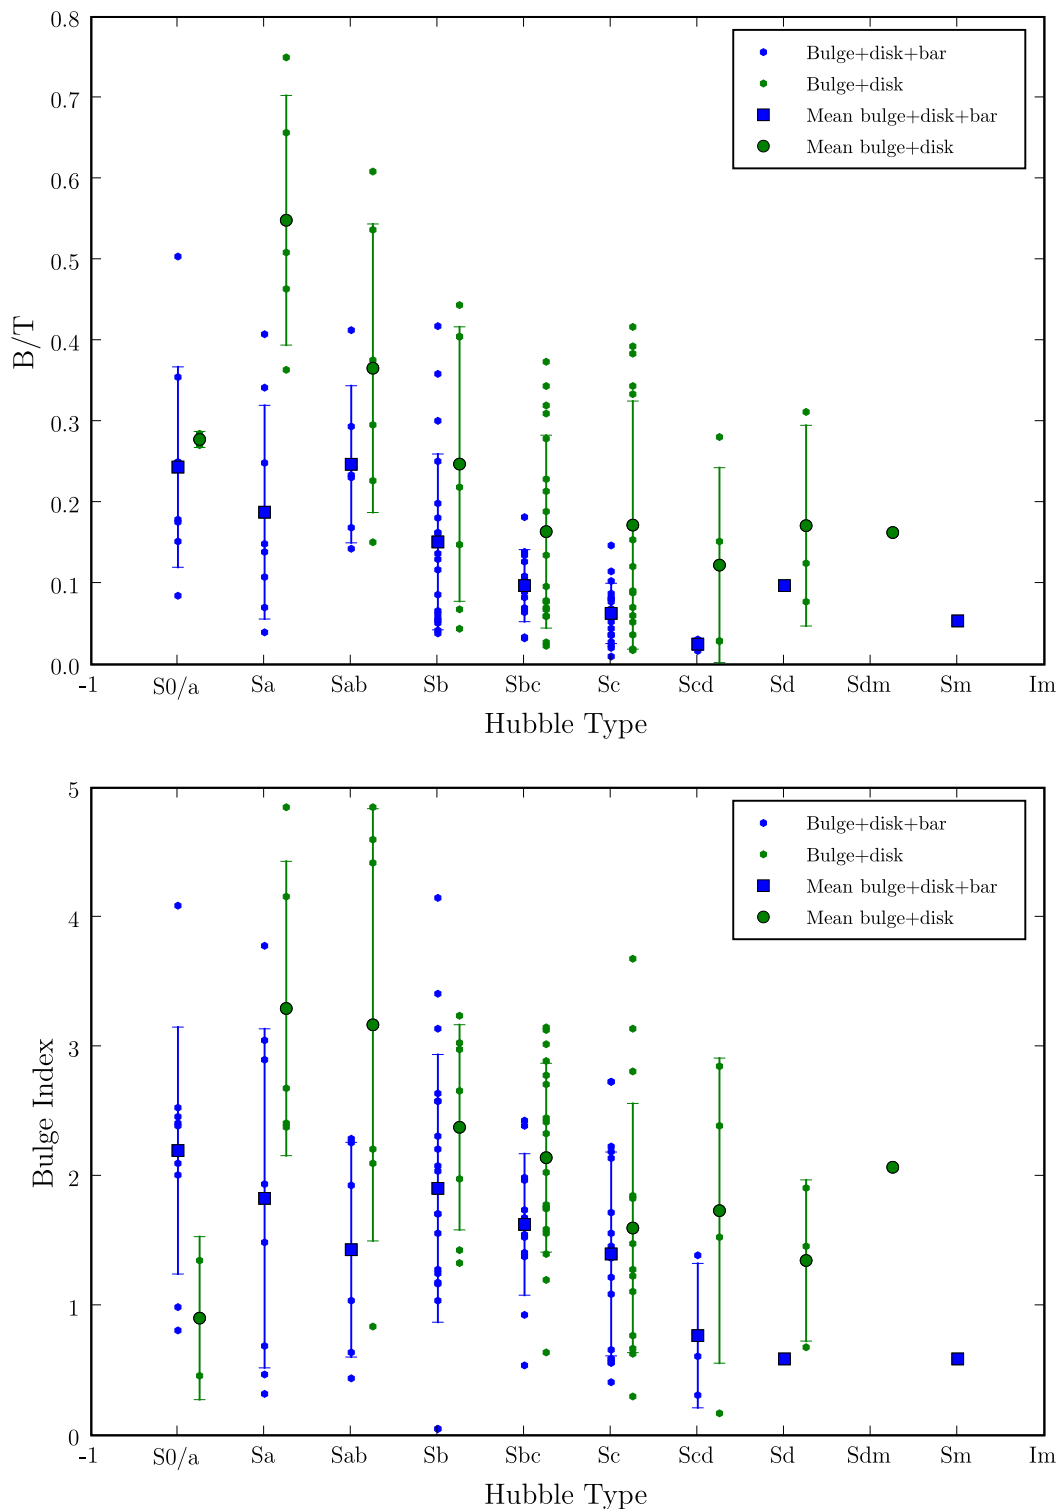 0.8
0.7
0.6
0.5
0.4
0.3
0.2
0.1
0.0
B/T
Bulge+disk+bar
Bulge+disk
Mean bulge+disk+bar
Mean bulge+disk
-1 S0/a Sa Sab Sb Sbc Sc Scd Sd Sdm Sm Im
Hubble Type
5
4
3
2
1
0
Bulge Index
Bulge+disk+bar
Bulge+disk
Mean bulge+disk+bar
Mean bulge+disk
-1 S0/a Sa Sab Sb Sbc Sc Scd Sd Sdm Sm Im
Hubble Type